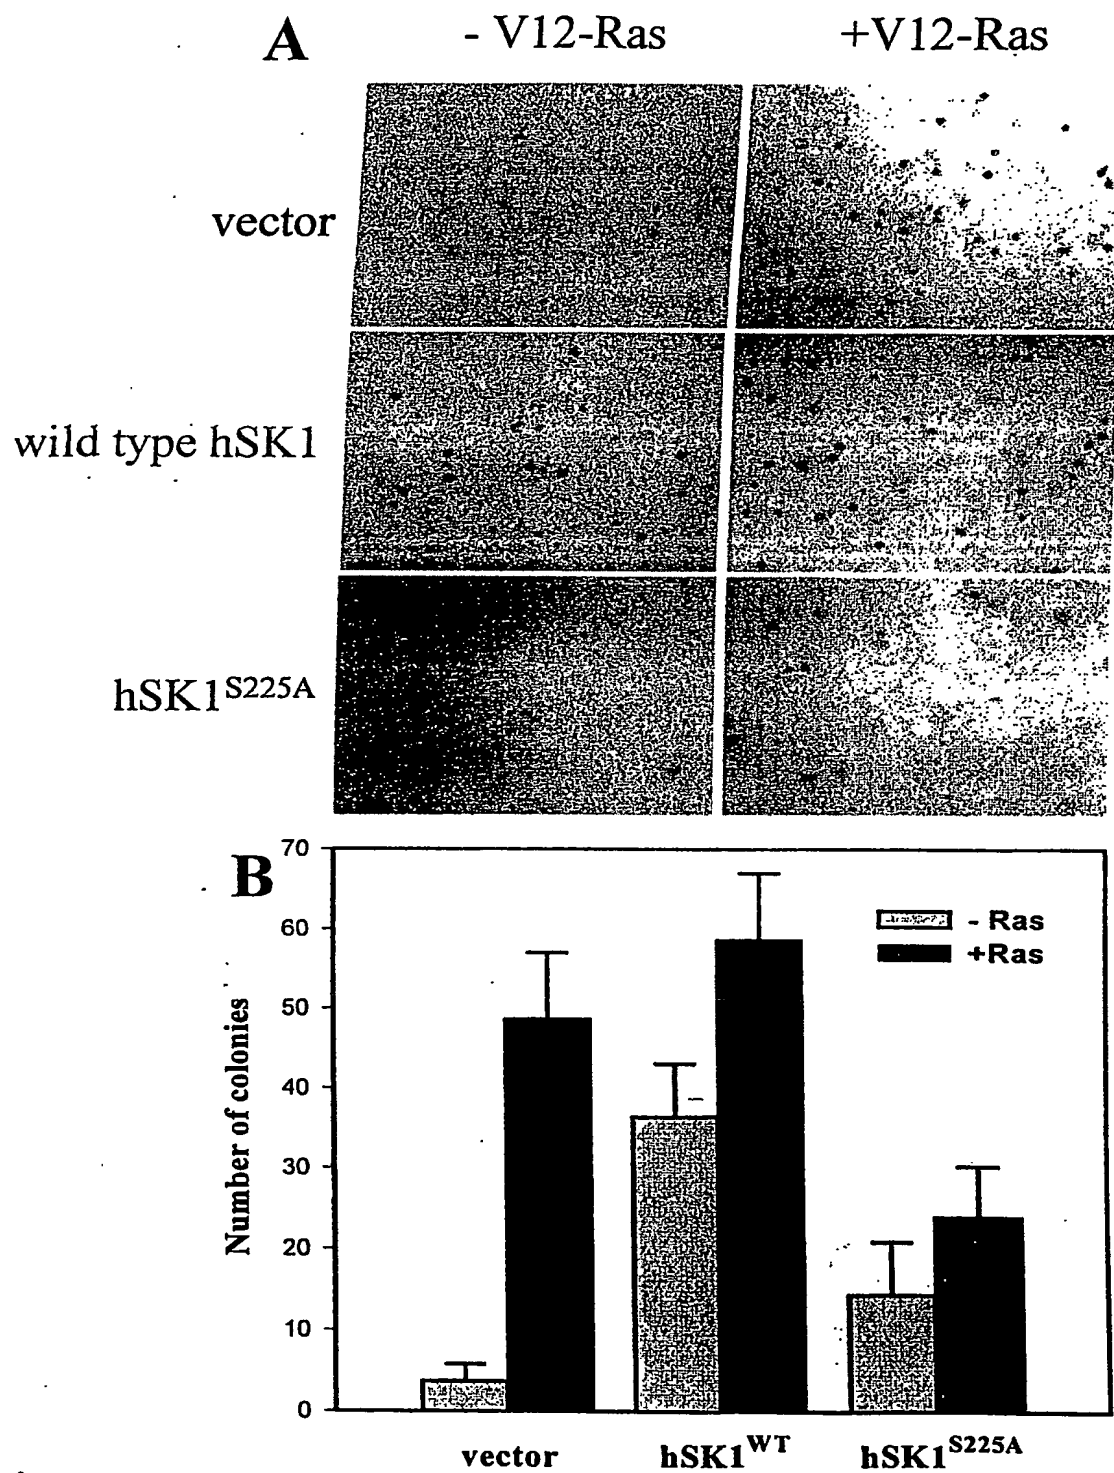 A
- V12-Ras
+V12-Ras
vector
wild type hSK1
hSK1S225A
B
70
60
50
40
30
20
10
0
Number of colonies
- Ras
+Ras
vector
hSK1WT
hSK1S225A